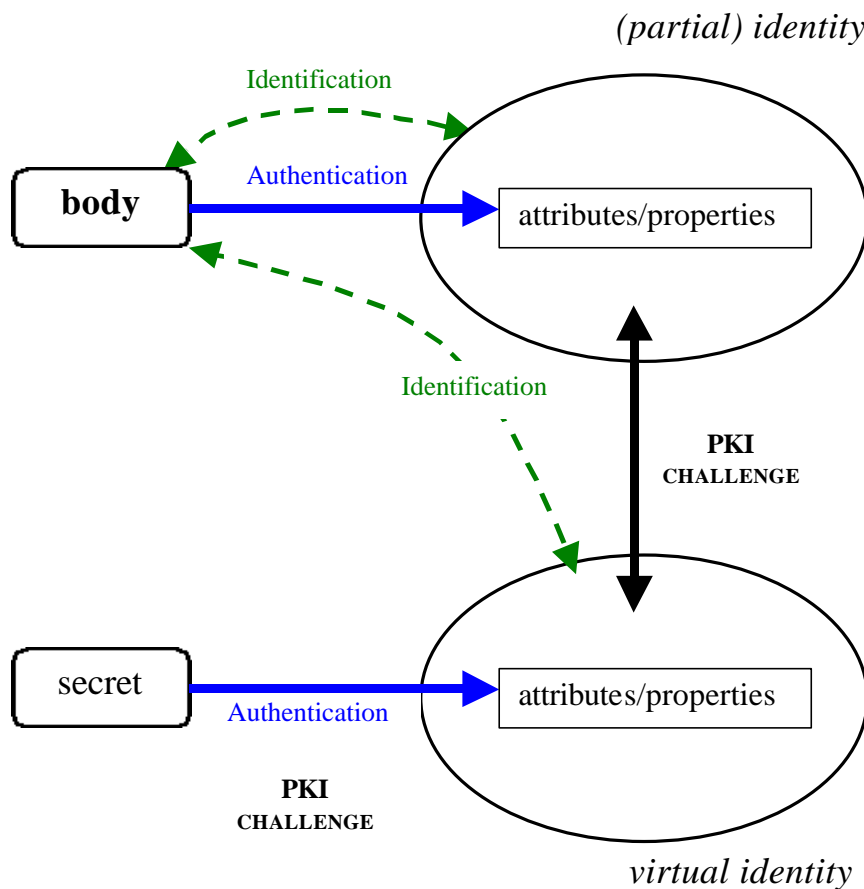 (partial) identity
Identification
Authentication
body
attributes/properties
Identification
PKI
CHALLENGE
secret
attributes/properties
Authentication
PKI
CHALLENGE
virtual identity